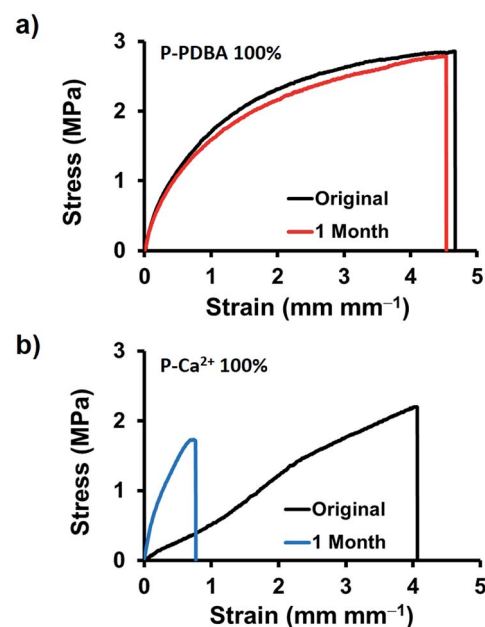 a)
P-PDBA 100%
Stress (MPa)
3
2
1
0
Original
1 Month
0 1 2 3 4 5
Strain (mm mm⁻¹)
b)
P-Ca²⁺ 100%
Stress (MPa)
3
2
1
0
Original
1 Month
0 1 2 3 4 5
Strain (mm mm⁻¹)